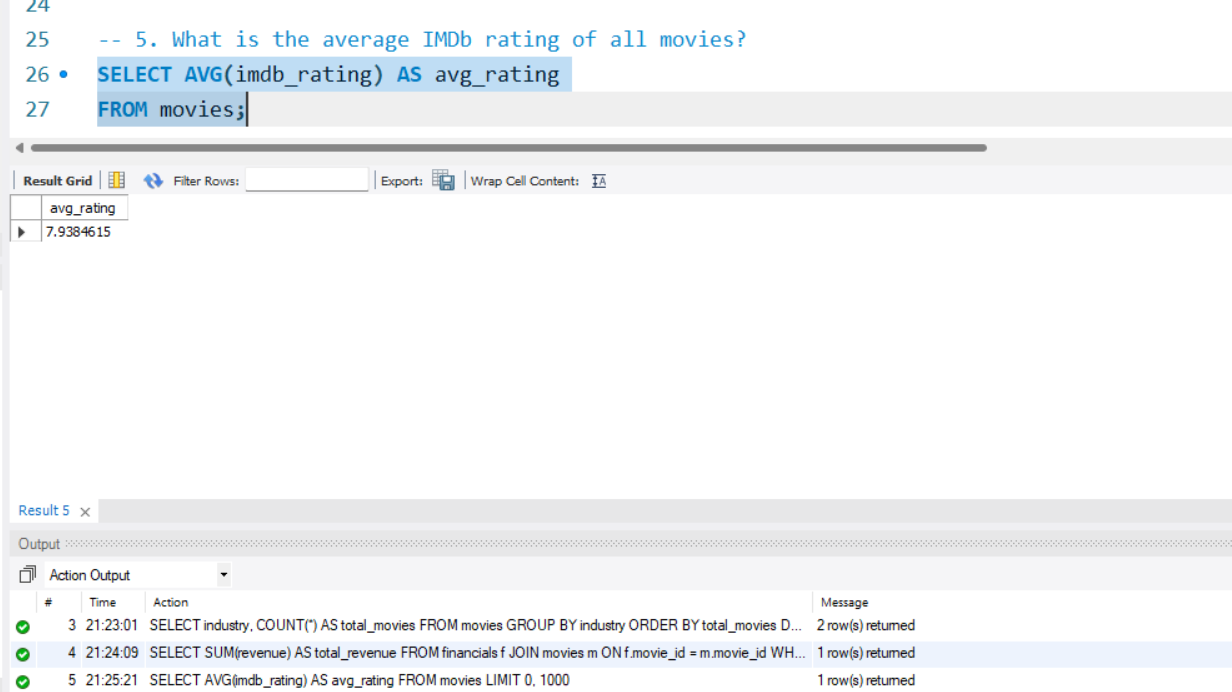 24
25 -- 5. What is the average IMDb rating of all movies?
26 SELECT AVG(imdb_rating) AS avg_rating
27 FROM movies;
Result Grid Filter Rows: Export: Wrap Cell Content: IA
avg_rating
7.9384615
Result 5 ×
Output
Action Output
# Time Action Message
3 21:23:01 SELECT industry, COUNT(*) AS total_movies FROM movies GROUP BY industry ORDER BY total_movies D... 2 row(s) returned
4 21:24:09 SELECT SUM(revenue) AS total_revenue FROM financials f JOIN movies m ON f.movie_id = m.movie_id WH... 1 row(s) returned
5 21:25:21 SELECT AVG(imdb_rating) AS avg_rating FROM movies LIMIT 0, 1000 1 row(s) returned